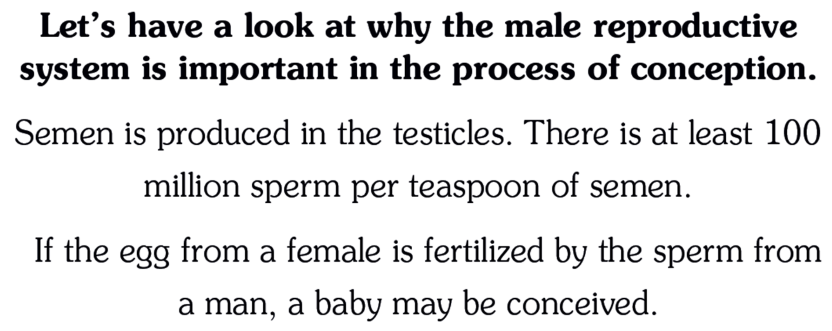 Let's have a look at why the male reproductive
system is important in the process of conception.
Semen is produced in the testicles. There is at least 100
million sperm per teaspoon of semen.
If the egg from a female is fertilized by the sperm from
a man, a baby may be conceived.